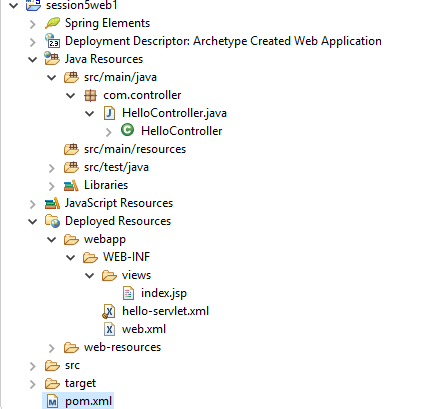 session5web1
Spring Elements
Deployment Descriptor: Archetype Created Web Application
Java Resources
src/main/java
com.controller
HelloController.java
HelloController
src/main/resources
src/test/java
Libraries
JavaScript Resources
Deployed Resources
webapp
WEB-INF
views
index.jsp
hello-servlet.xml
web.xml
web-resources
src
target
pom.xml